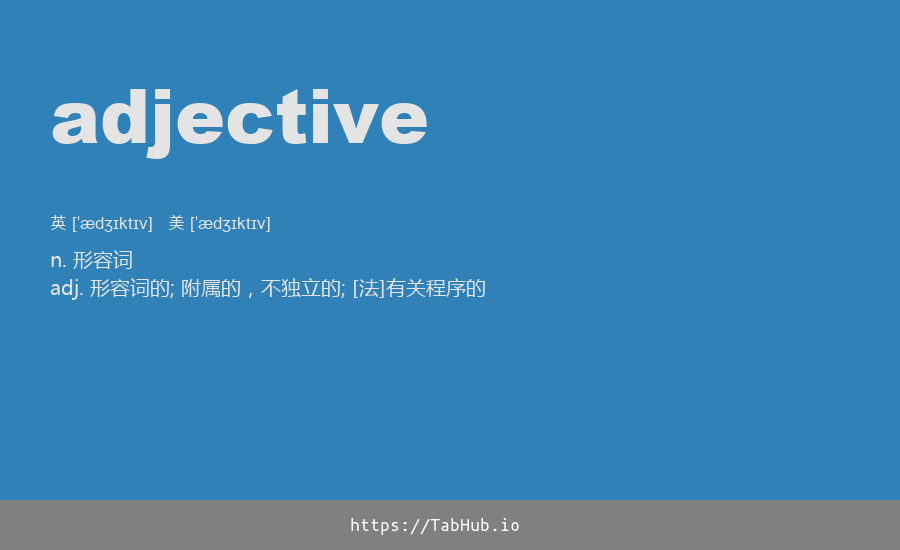 adjective
英 [ˈædʒɪktɪv] 美 [ˈædʒɪktɪv]
n. 形容词
adj. 形容词的; 附属的，不独立的; [法]有关程序的
https://TabHub.io